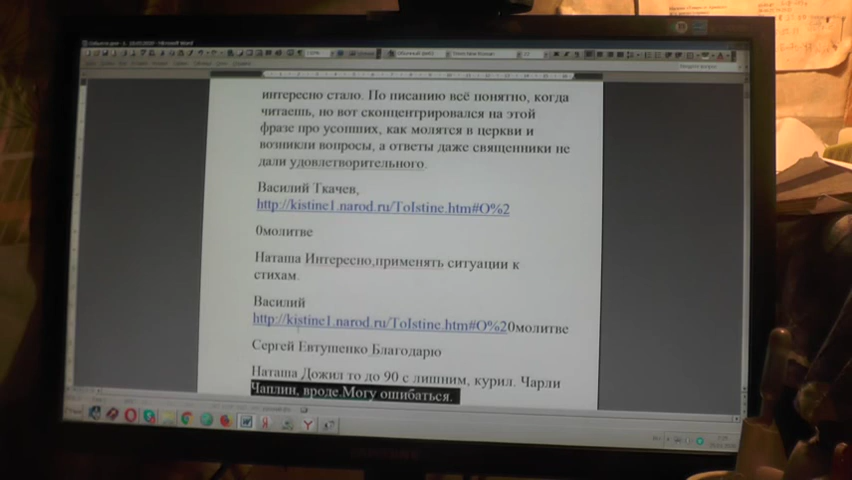 интересно стало. По писанию всё понятно, когда
читаешь, но вот сконцентрировался на этой
фразе про усопших, как молятся в церкви и
возникли вопросы, а ответы даже священники не
дали удовлетворительного.
Василий Ткачев,
http://kistine1.narod.ru/ToIstine.htm#O%2
0молитве
Наташа Интересно,применять ситуации к
стихам.
Василий
http://kistine1.narod.ru/ToIstine.htm#O%20молитве
Сергей Евтушенко Благодарю
Наташа Дожил то до 90 с лишним, курил. Чарли
Чаплин, вроде.Могу ошибаться.